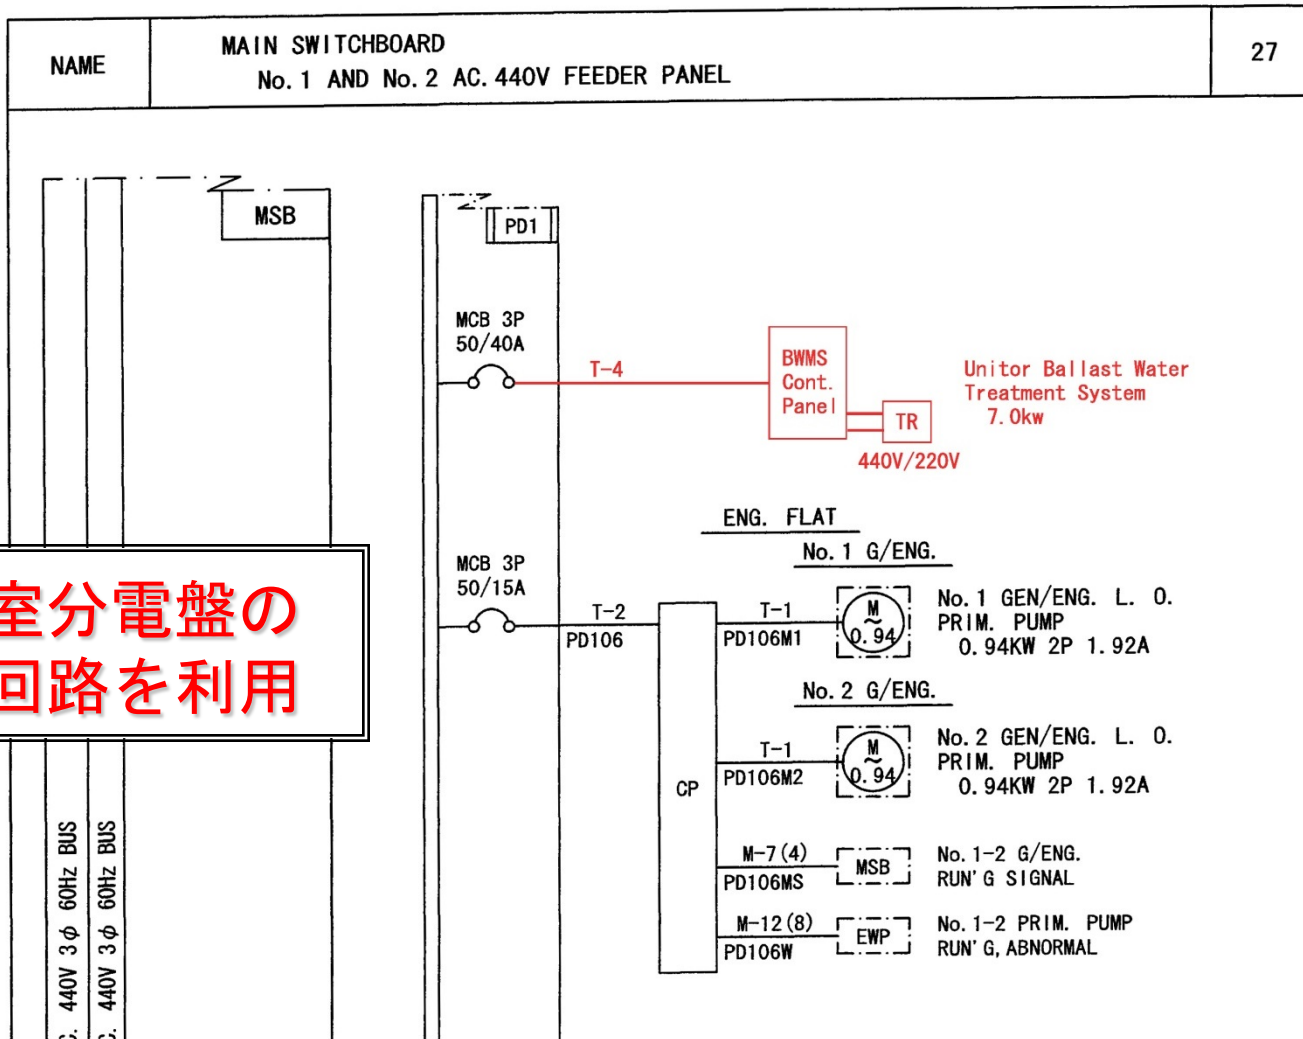 NAME
MAIN SWITCHBOARD
No.1 AND No.2 AC.440V FEEDER PANEL
27
MSB
PD1
MCB 3P
50/40A
T-4
BWMS
Cont.
Panel
TR
440V/220V
Unitor Ballast Water
Treatment System
7.0kw
ENG. FLAT
No.1 G/ENG.
MCB 3P
50/15A
T-2
PD106
T-1
PD106M1
M
~
0.94
No.1 GEN/ENG. L. O.
PRIM. PUMP
0.94KW 2P 1.92A
室分電盤の
回路を利用
No.2 G/ENG.
T-1
PD106M2
M
~
0.94
No.2 GEN/ENG. L. O.
PRIM. PUMP
0.94KW 2P 1.92A
CP
M-7(4)
PD106MS
MSB
No.1-2 G/ENG.
RUN'G SIGNAL
M-12(8)
PD106W
EWP
No.1-2 PRIM. PUMP
RUN'G,ABNORMAL
440V 3φ 60Hz BUS
440V 3φ 60Hz BUS